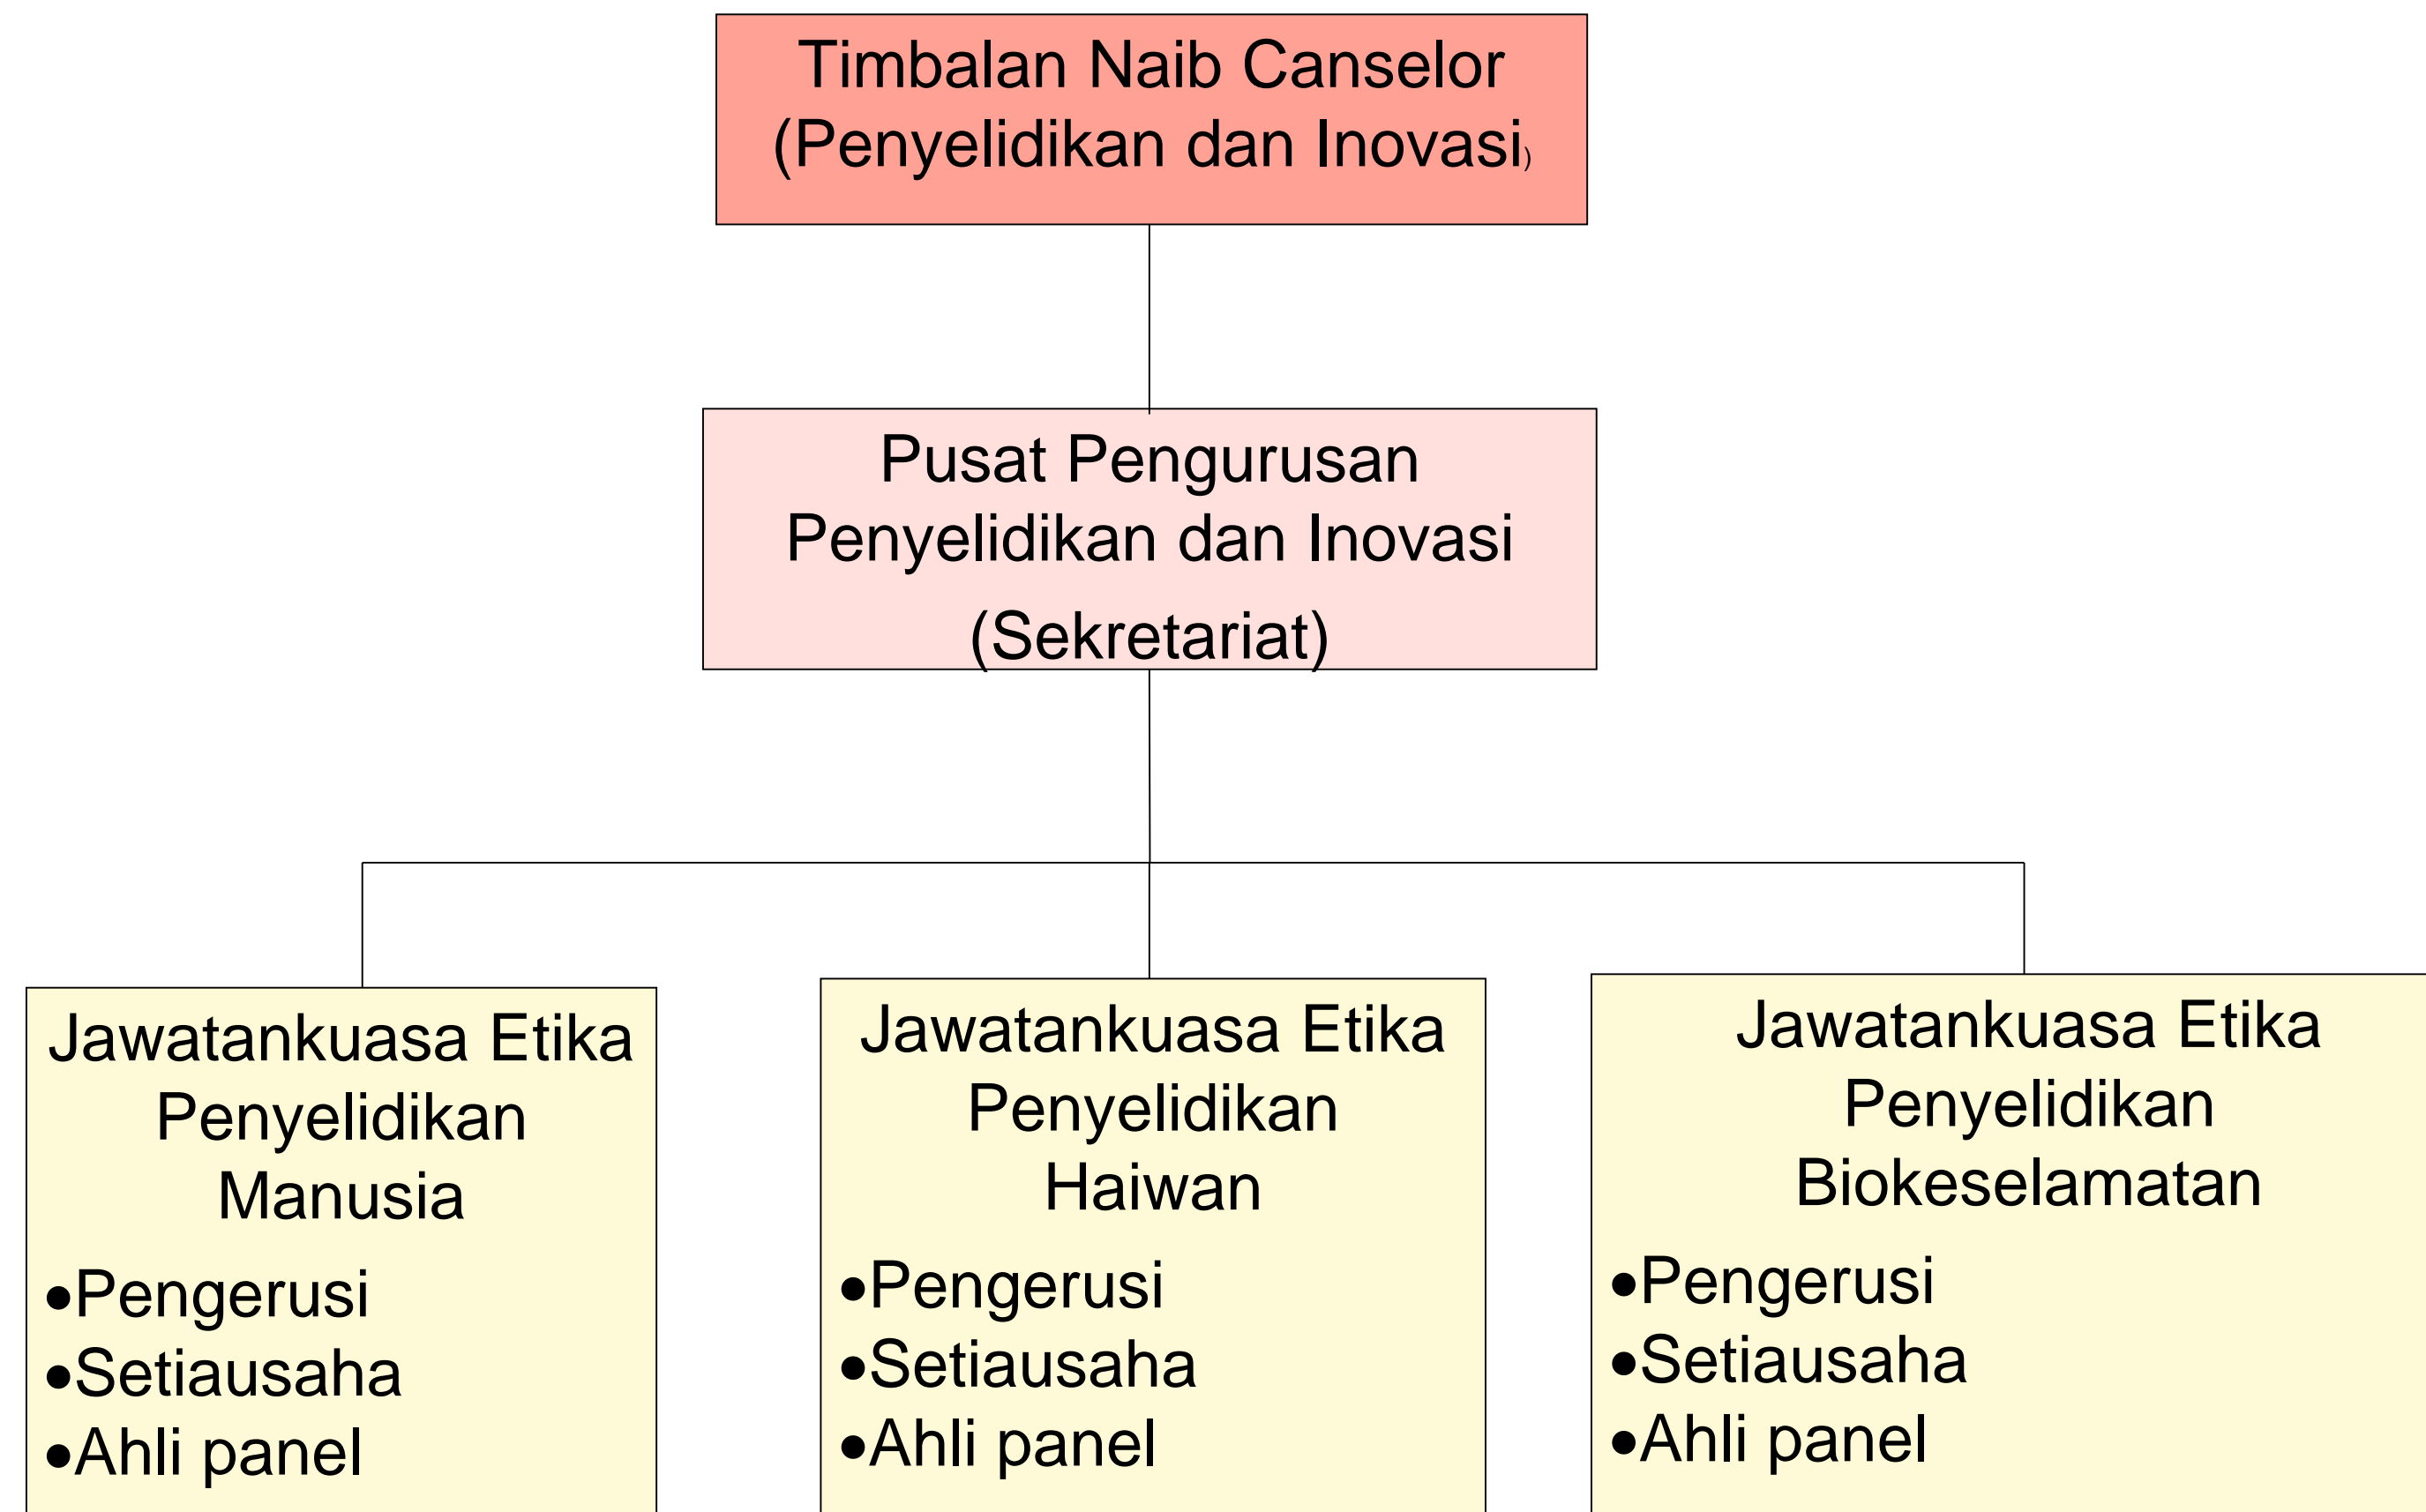 Timbalan Naib Canselor
(Penyelidikan dan Inovasi)
Pusat Pengurusan
Penyelidikan dan Inovasi
(Sekretariat)
Jawatankuasa Etika
Penyelidikan
Manusia
•Pengerusi
•Setiausaha
•Ahli panel
Jawatankuasa Etika
Penyelidikan
Haiwan
•Pengerusi
•Setiausaha
•Ahli panel
Jawatankuasa Etika
Penyelidikan
Biokeselamatan
•Pengerusi
•Setiausaha
•Ahli panel